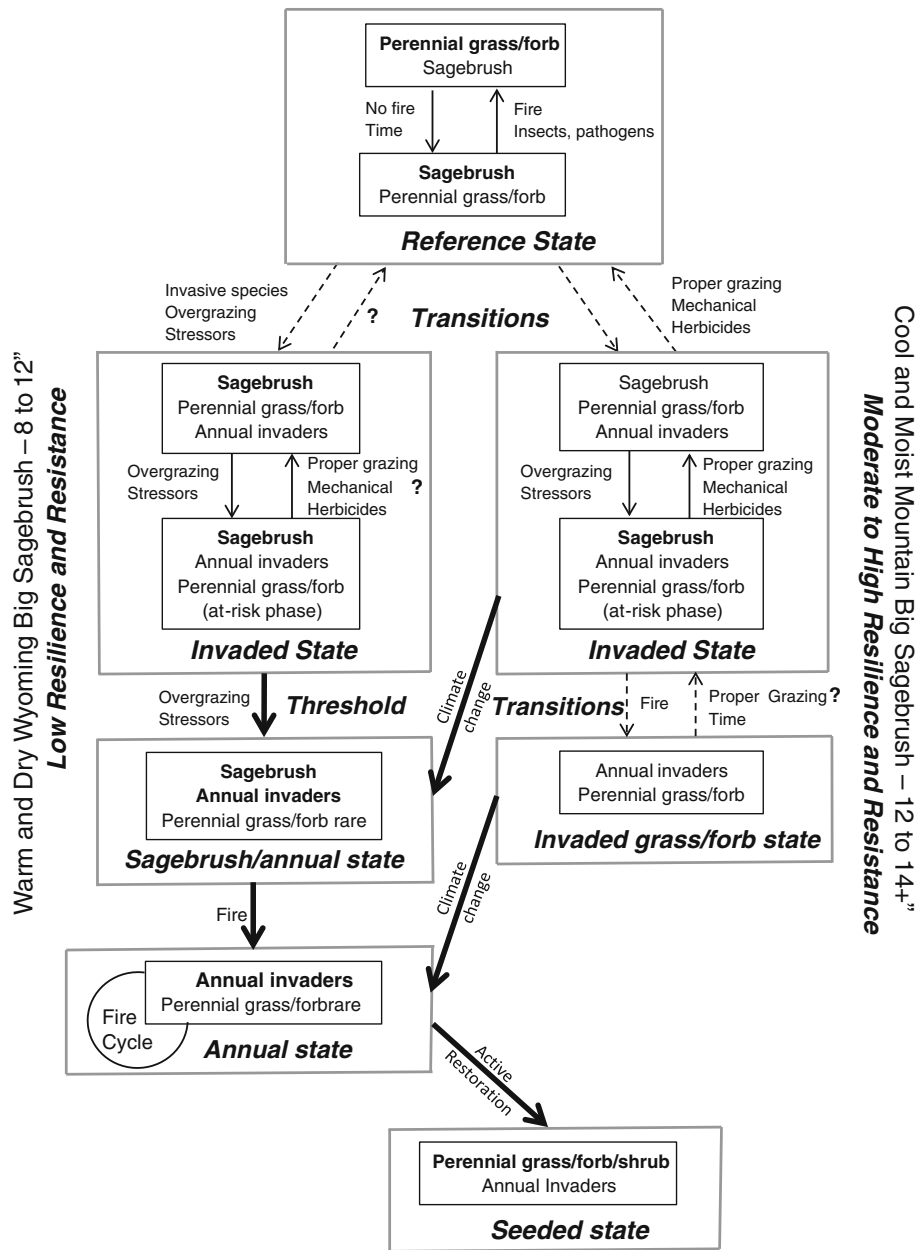 Perennial grass/forb
Sagebrush
No fire
Time
Fire
Insects, pathogens
Sagebrush
Perennial grass/forb
Reference State
Invasive species
Overgrazing
Stressors
?
Transitions
Proper grazing
Mechanical
Herbicides
Warm and Dry Wyoming Big Sagebrush – 8 to 12”
Low Resilience and Resistance
Sagebrush
Perennial grass/forb
Annual invaders
Overgrazing
Stressors
Proper grazing
Mechanical ?
Herbicides
Sagebrush
Annual invaders
Perennial grass/forb
(at-risk phase)
Invaded State
Sagebrush
Perennial grass/forb
Annual invaders
Overgrazing
Stressors
Proper grazing
Mechanical
Herbicides
Sagebrush
Annual invaders
Perennial grass/forb
(at-risk phase)
Invaded State
Cool and Moist Mountain Big Sagebrush – 12 to 14+”
Moderate to High Resilience and Resistance
Overgrazing
Stressors
Threshold
Climate
change
Transitions
Fire
Proper Grazing ?
Time
Sagebrush
Annual invaders
Perennial grass/forb rare
Sagebrush/annual state
Annual invaders
Perennial grass/forb
Invaded grass/forb state
Fire
Climate
change
Annual invaders
Perennial grass/forbrare
Fire
Cycle
Annual state
Active
Restoration
Perennial grass/forb/shrub
Annual Invaders
Seeded state